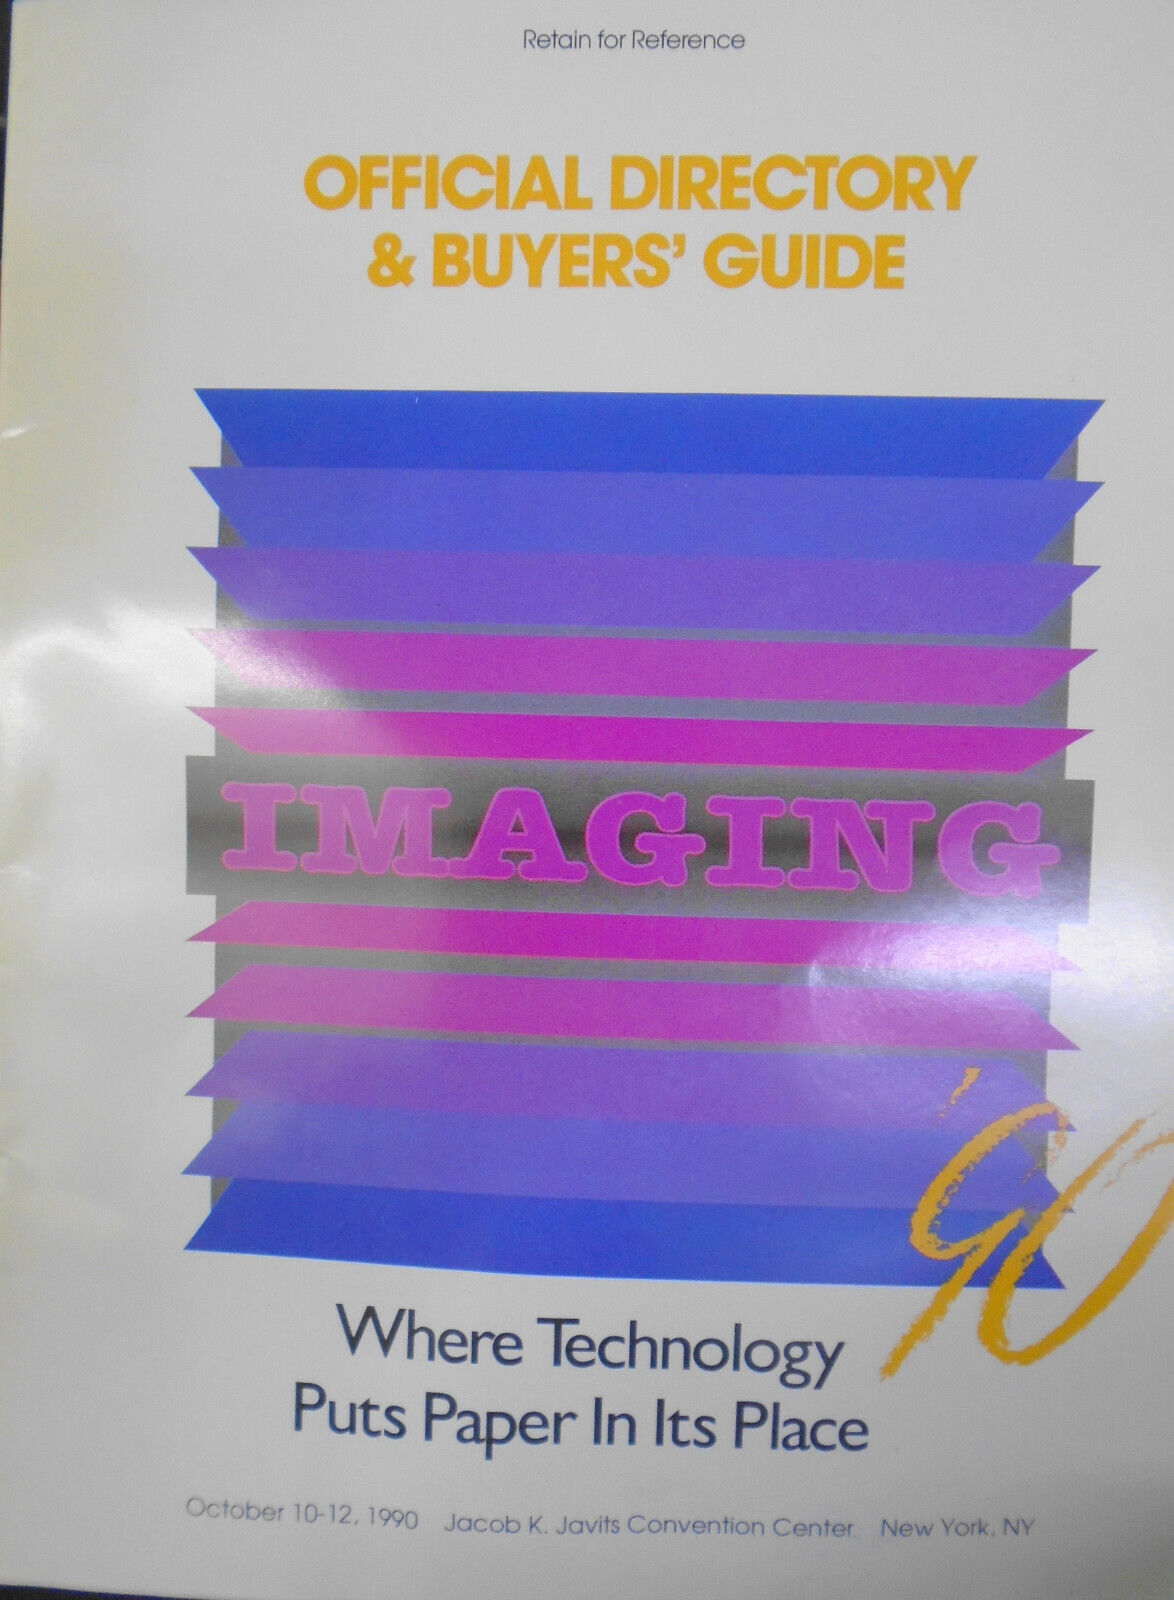 Retain for Reference
OFFICIAL DIRECTORY
& BUYERS' GUIDE
IMAGING
'90
Where Technology
Puts Paper In Its Place
October 10-12, 1990 Jacob K. Javits Convention Center New York, NY